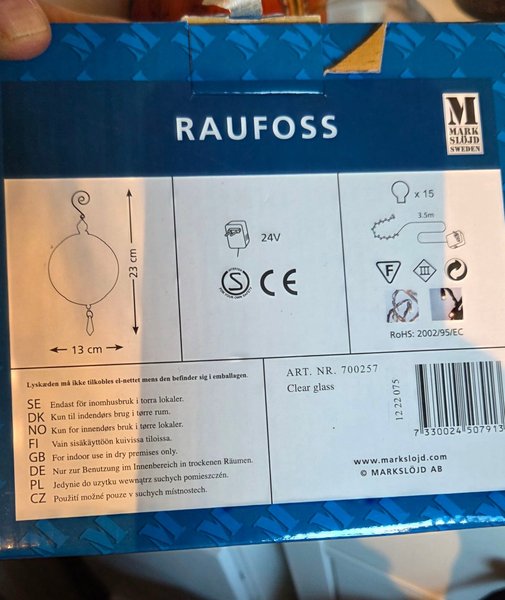 RAUFOSS
M
MARK
SLÖJD
SWEDEN
23 cm
13 cm
24V
S
CE
x 15
3.5m
F
III
RoHS: 2002/95/EC
Lyskæden må ikke tilkobles el-nettet mens den befinder sig i emballagen.
SE Endast för inomhusbruk i torra lokaler.
DK Kun til indendørs brug i tørre rum.
NO Kun for innendørs bruk i tørre lokaler.
FI Vain sisäkäyttöön kuivissa tiloissa.
GB For indoor use in dry premises only.
DE Nur zur Benutzung im Innenbereich in trockenen Räumen.
PL Jedynie do uzytku wewnątrz suchych pomieszczén.
CZ Použití možné pouze v suchých místnostech.
ART. NR. 700257
Clear glass
12 22 075
7 330024 507913
www.markslojd.com
© MARKSLÖJD AB